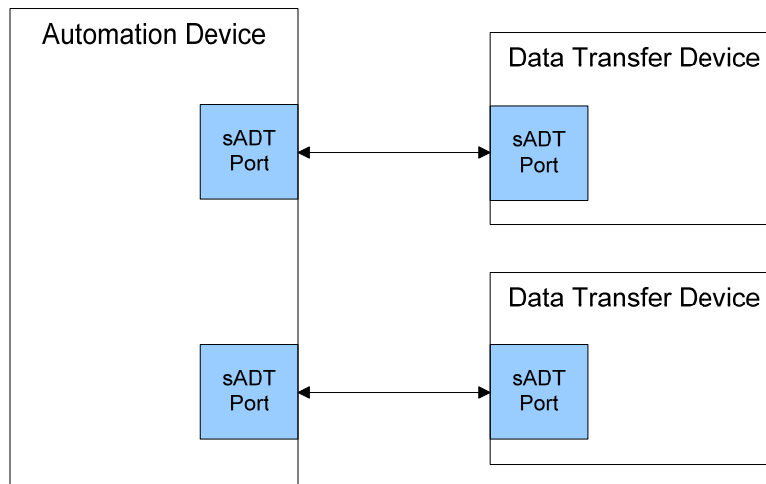 Automation Device
sADT
Port
Data Transfer Device
sADT
Port
sADT
Port
Data Transfer Device
sADT
Port